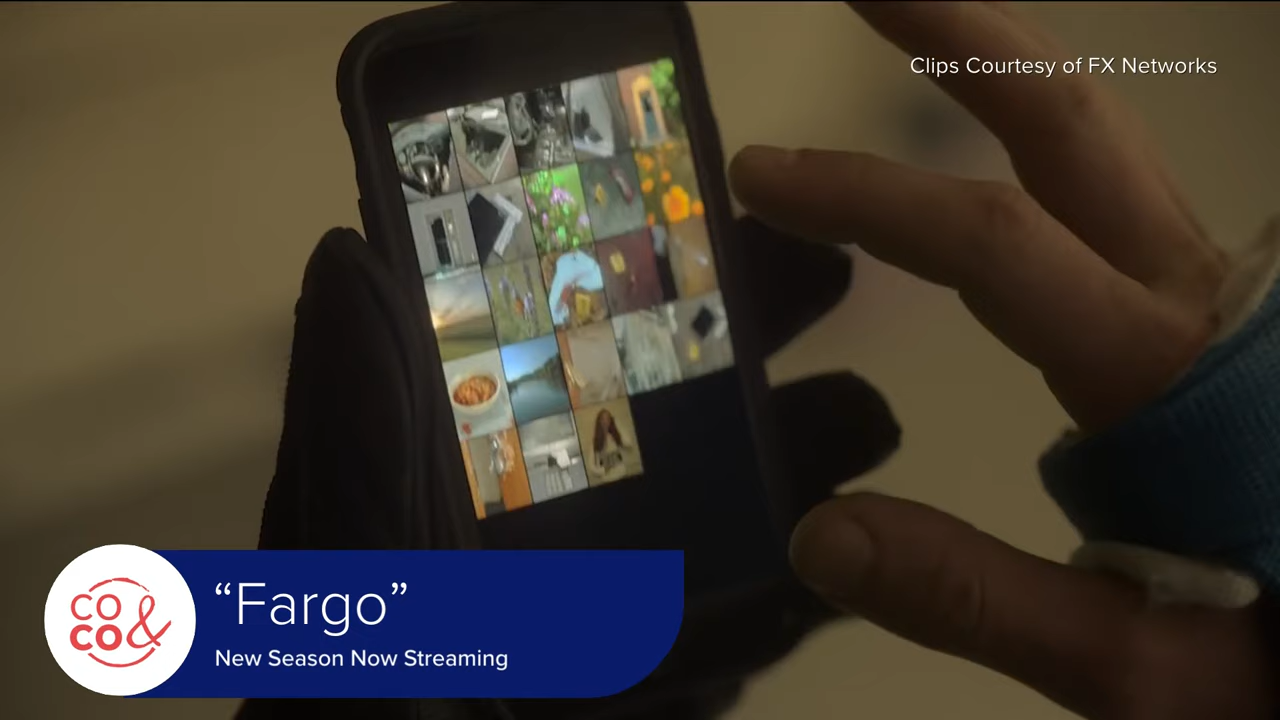 Clips Courtesy of FX Networks
CO
CO&
“Fargo”
New Season Now Streaming